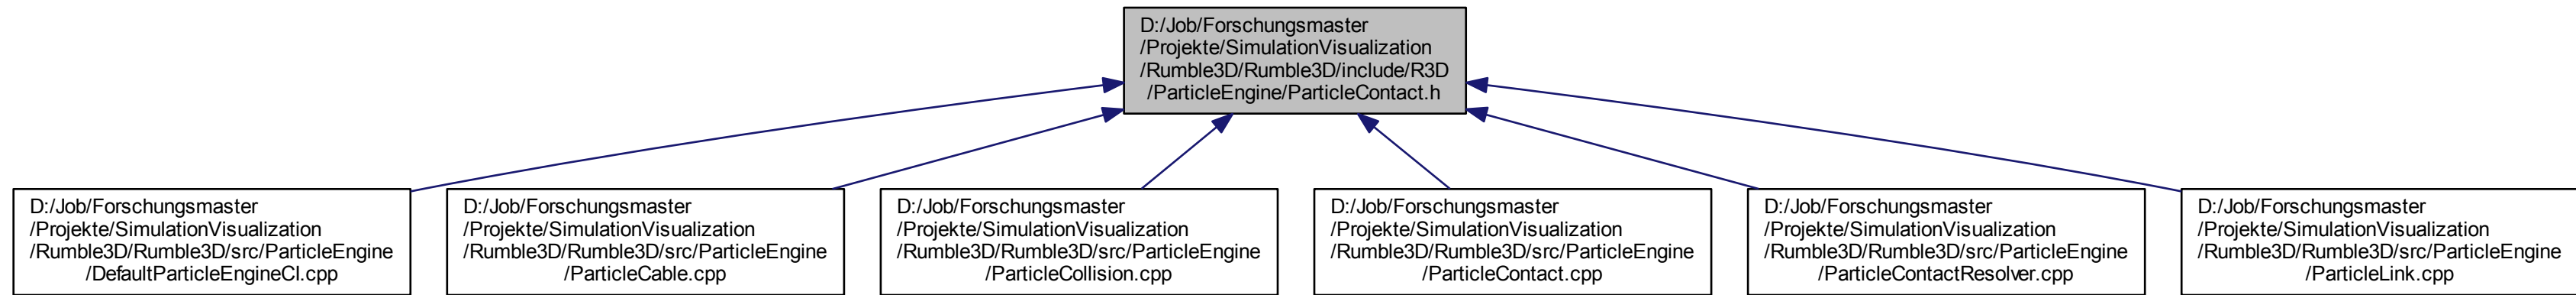 D:/Job/Forschungsmaster
/Projekte/SimulationVisualization
/Rumble3D/Rumble3D/include/R3D
/ParticleEngine/ParticleContact.h
D:/Job/Forschungsmaster
/Projekte/SimulationVisualization
/Rumble3D/Rumble3D/src/ParticleEngine
/DefaultParticleEngineCI.cpp
D:/Job/Forschungsmaster
/Projekte/SimulationVisualization
/Rumble3D/Rumble3D/src/ParticleEngine
/ParticleCable.cpp
D:/Job/Forschungsmaster
/Projekte/SimulationVisualization
/Rumble3D/Rumble3D/src/ParticleEngine
/ParticleCollision.cpp
D:/Job/Forschungsmaster
/Projekte/SimulationVisualization
/Rumble3D/Rumble3D/src/ParticleEngine
/ParticleContact.cpp
D:/Job/Forschungsmaster
/Projekte/SimulationVisualization
/Rumble3D/Rumble3D/src/ParticleEngine
/ParticleContactResolver.cpp
D:/Job/Forschungsmaster
/Projekte/SimulationVisualization
/Rumble3D/Rumble3D/src/ParticleEngine
/ParticleLink.cpp